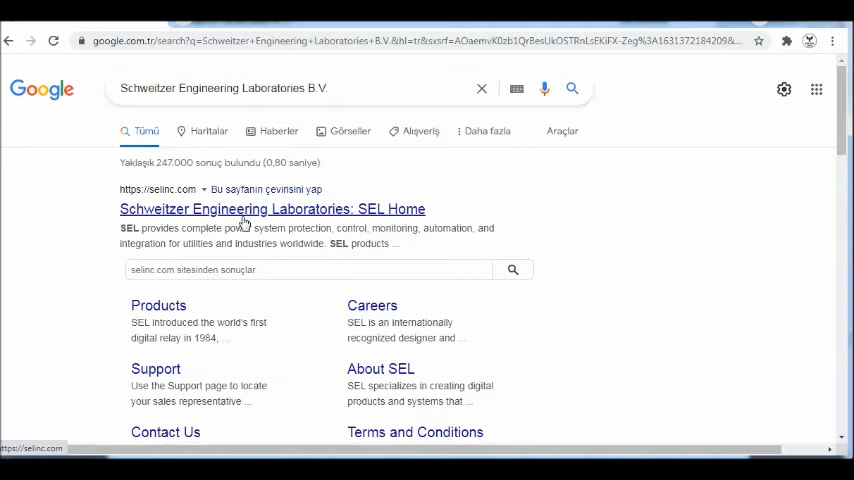 google.com.tr/search?q=Schweitzer+Engineering+Laboratories+B.V.&hl=tr&sxsrf=AOaemvK0zb1QrBesUkOSTRnLsEKiFX-Zeg%3A1631372184209&...
Google
Schweitzer Engineering Laboratories B.V.
Tümü Haritalar Haberler Görseller Alışveriş Daha fazla Araçlar
Yaklaşık 247.000 sonuç bulundu (0,80 saniye)
https://selinc.com Bu sayfanın çevirisini yap
Schweitzer Engineering Laboratories: SEL Home
SEL provides complete power system protection, control, monitoring, automation, and
integration for utilities and industries worldwide. SEL products ...
selinc.com sitesinden sonuçlar
Products
SEL introduced the world's first
digital relay in 1984, ...
Careers
SEL is an internationally
recognized designer and ...
Support
Use the Support page to locate
your sales representative ...
About SEL
SEL specializes in creating digital
products and systems that ...
Contact Us
Terms and Conditions
https://selinc.com